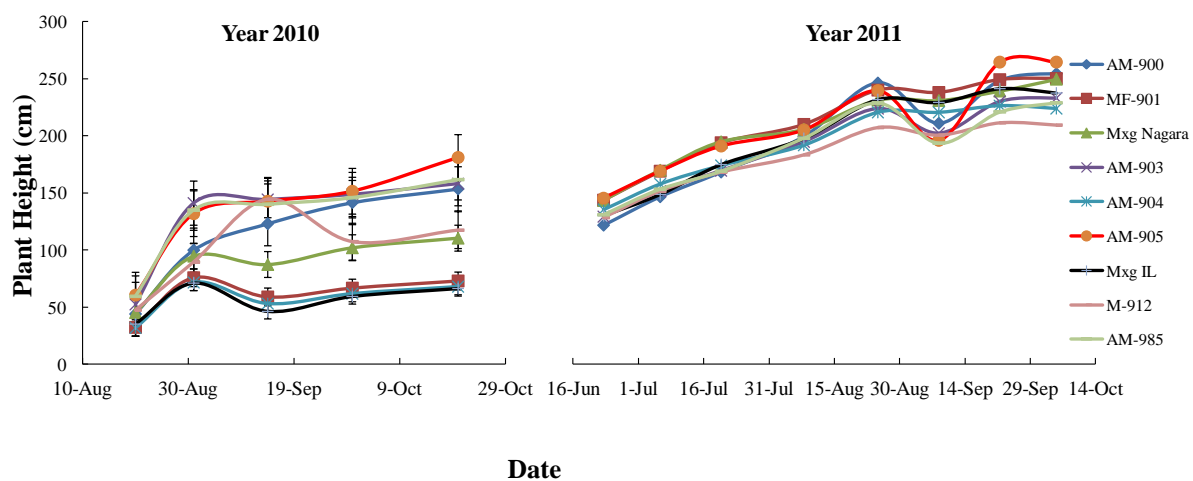 Year 2010
Year 2011
Plant Height (cm)
300
250
200
150
100
50
0
10-Aug 30-Aug 19-Sep 9-Oct 29-Oct
16-Jun 1-Jul 16-Jul 31-Jul 15-Aug 30-Aug 14-Sep 29-Sep 14-Oct
AM-900
MF-901
Mxg Nagara
AM-903
AM-904
AM-905
Mxg IL
M-912
AM-985
Date